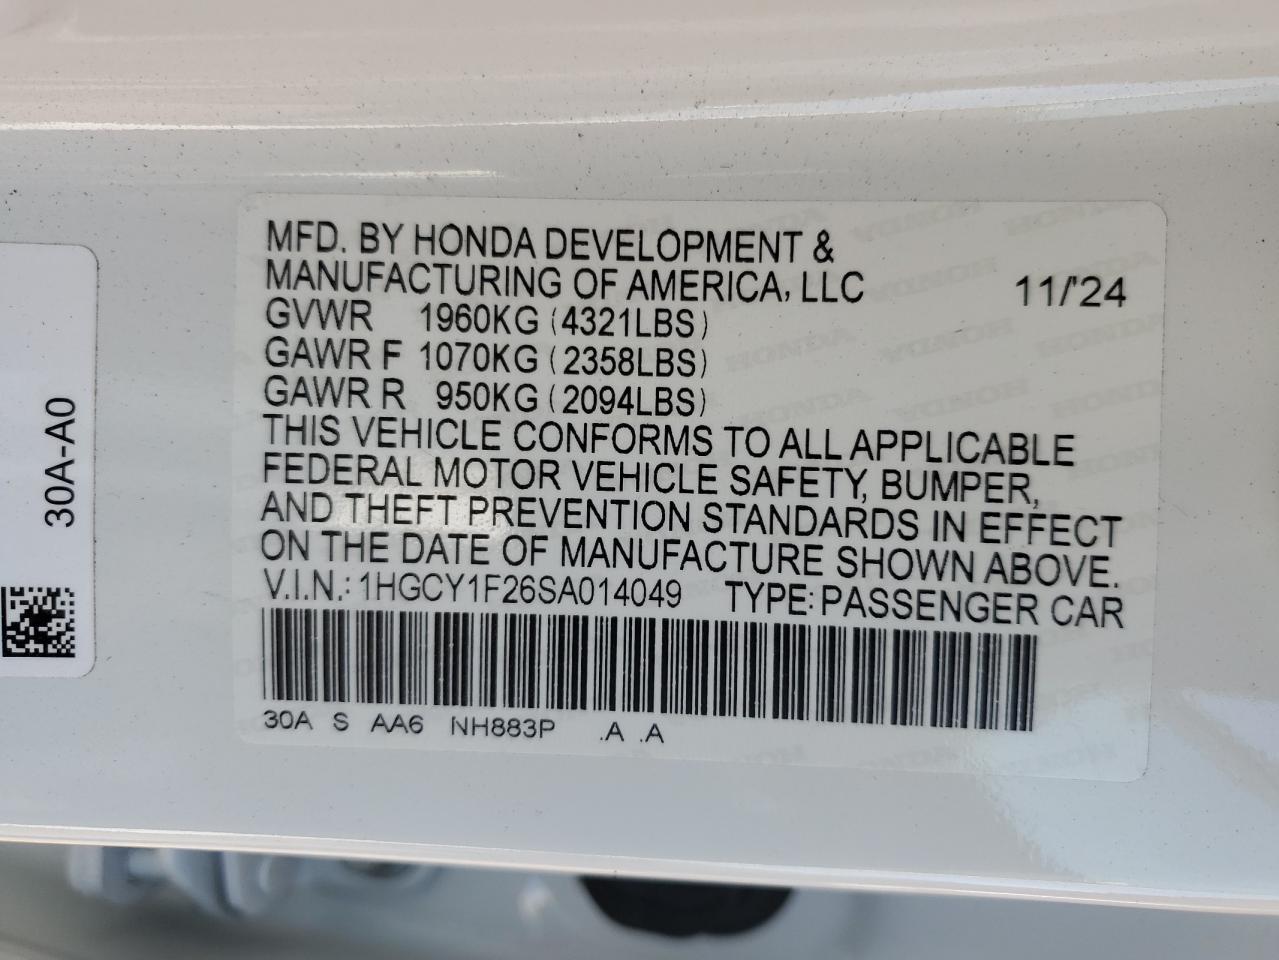 MFD. BY HONDA DEVELOPMENT &
MANUFACTURING OF AMERICA, LLC 11/'24
GVWR 1960KG (4321LBS)
GAWR F 1070KG (2358LBS)
GAWR R 950KG (2094LBS)
THIS VEHICLE CONFORMS TO ALL APPLICABLE
FEDERAL MOTOR VEHICLE SAFETY, BUMPER,
AND THEFT PREVENTION STANDARDS IN EFFECT
ON THE DATE OF MANUFACTURE SHOWN ABOVE.
V.I.N.: 1HGCY1F26SA014049 TYPE: PASSENGER CAR
30A S AA6 NH883P .A .A
30A-A0